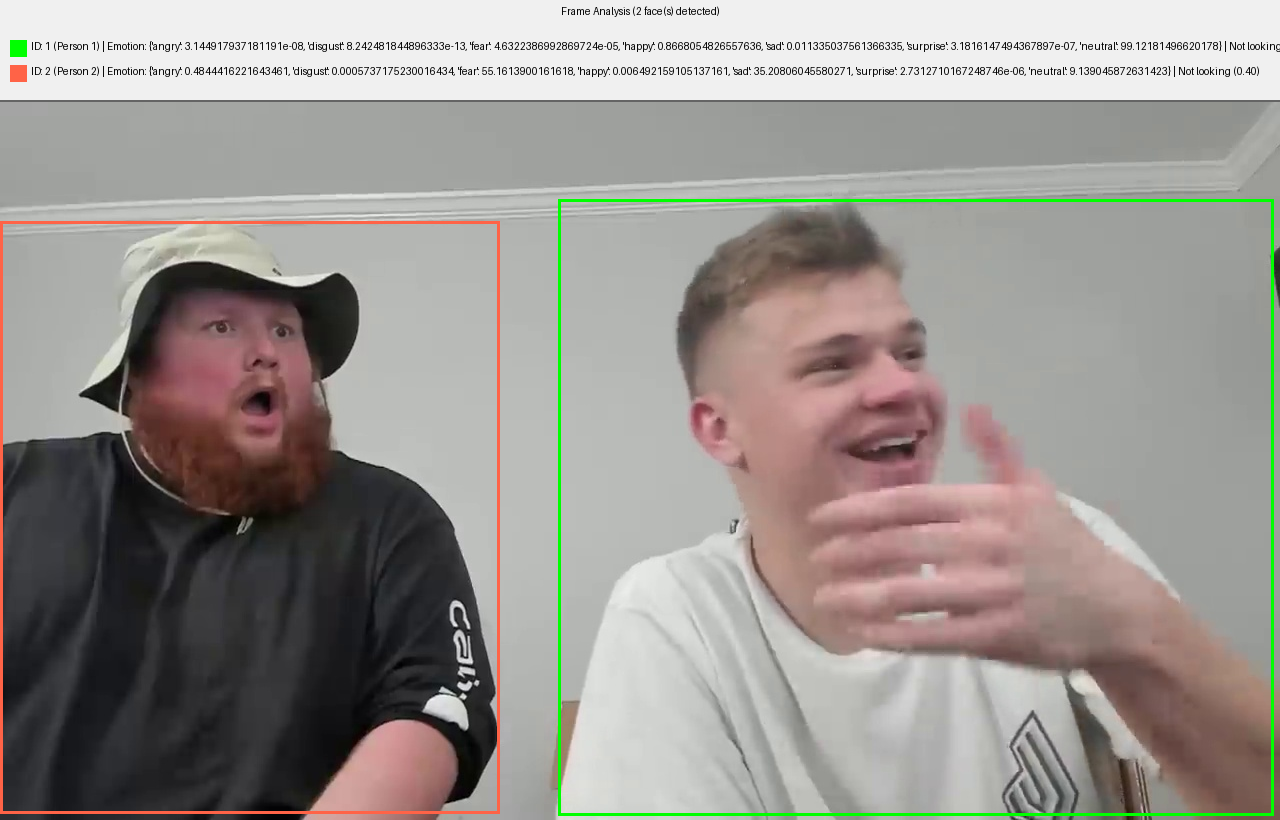 Frame Analysis (2 face(s) detected)
ID: 1 (Person 1) | Emotion: {'angry': 3.144917937181191e-08, 'disgust': 8.242481844896333e-13, 'fear': 4.6322386992869724e-05, 'happy': 0.8668054826557636, 'sad': 0.011335037561366335, 'surprise': 3.1816147494367897e-07, 'neutral': 99.12181496620178} | Not looking
ID: 2 (Person 2) | Emotion: {'angry': 0.4844416221643461, 'disgust': 0.0005737175230016434, 'fear': 55.1613900161618, 'happy': 0.006492159105137161, 'sad': 35.20806045580271, 'surprise': 2.7312710167248746e-06, 'neutral': 9.139045872631423} | Not looking (0.40)